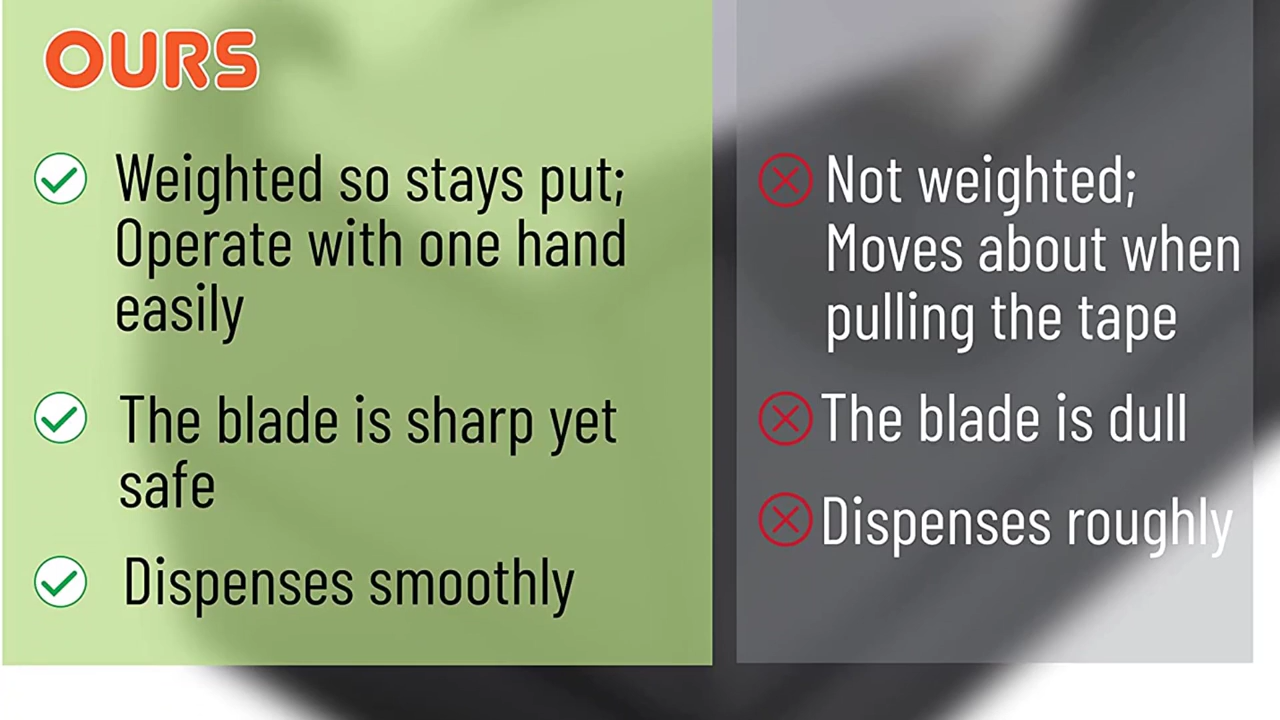 OURS
Weighted so stays put;
Operate with one hand
easily
The blade is sharp yet
safe
Dispenses smoothly
Not weighted;
Moves about when
pulling the tape
The blade is dull
Dispenses roughly